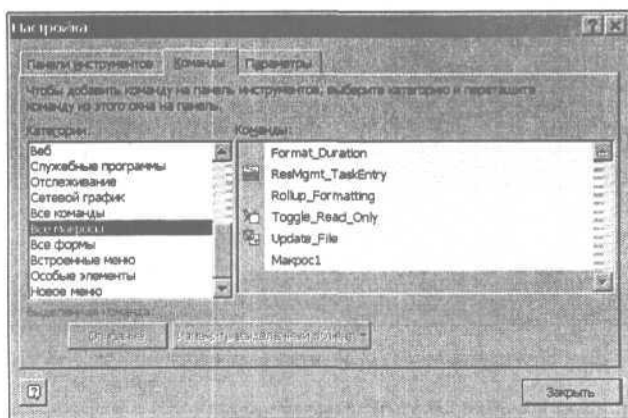 Настройка
Панели инструментов
Команды
Параметры
Чтобы добавить команду на панель инструментов, выберите категорию и перетащите
команду из этого окна на панель.
Категории:
Команды:
Веб
Служебные программы
Отслеживание
Сетевой график
Все команды
Все макросы
Все формы
Встроенные меню
Особые элементы
Новое меню
Format_Duration
ResMgmt_TaskEntry
Rollup_Formatting
Toggle_Read_Only
Update_File
Макрос1
Выделенная команда:
Описание
Изменить выделенный объект
Закрыть